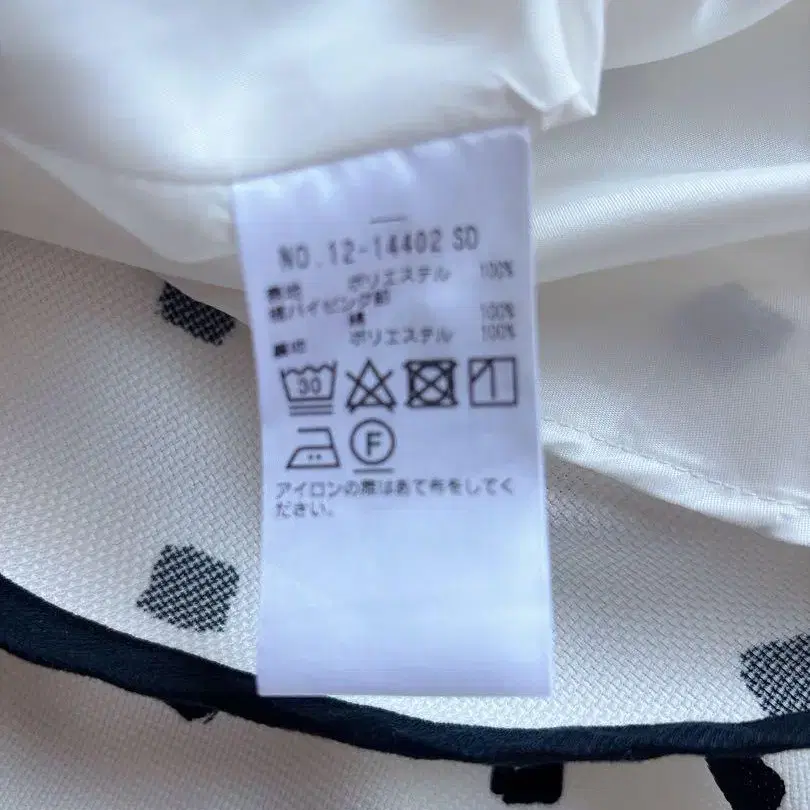 NO.12-14402 SD
表地 ポリエステル 100%
裾パイピング部
綿 100%
裏地 ポリエステル 100%
30
F
アイロンの際はあて布をしてく
ださい。